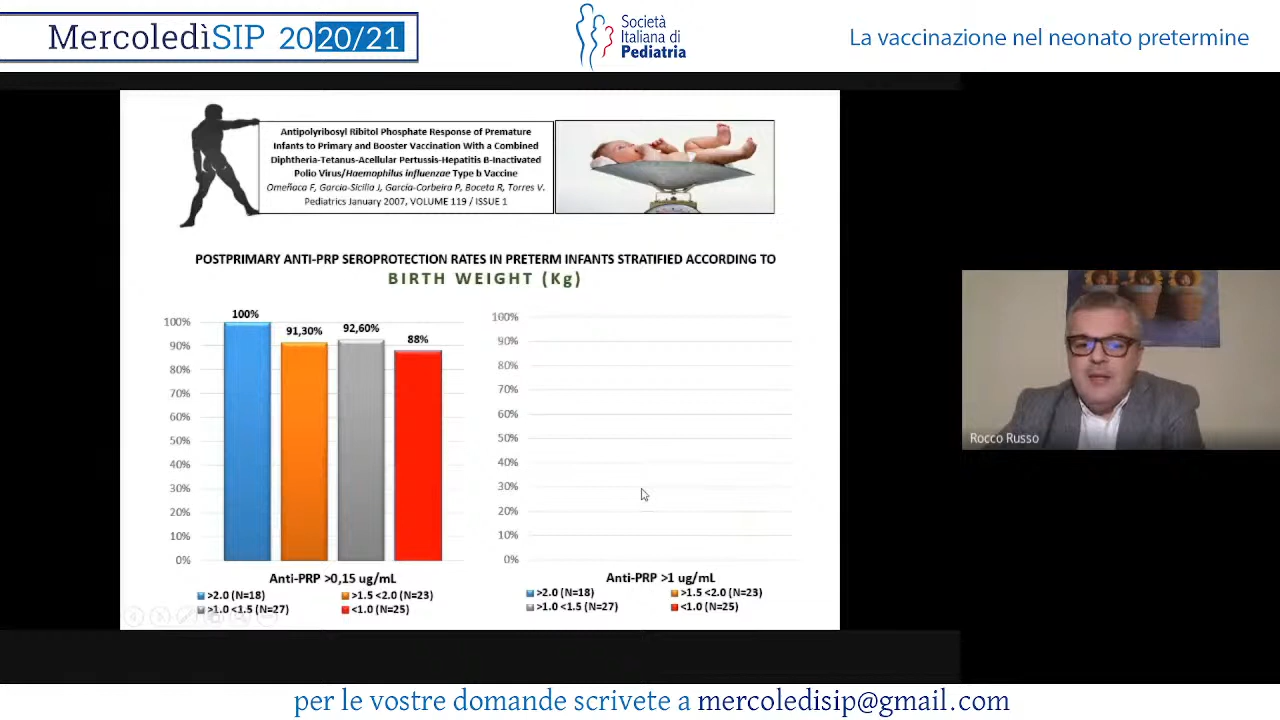 MercoledìSIP 2020/21
Società
Italiana di
Pediatria
La vaccinazione nel neonato pretermine
Antipolyribosyl Ribitol Phosphate Response of Premature
Infants to Primary and Booster Vaccination With a Combined
Diphtheria-Tetanus-Acellular Pertussis-Hepatitis B-Inactivated
Polio Virus/Haemophilus influenzae Type b Vaccine
Omeñaca F, Garcia-Sicilia J, García-Corbeira P, Boceta R, Torres V.
Pediatrics January 2007, VOLUME 119 / ISSUE 1
POSTPRIMARY ANTI-PRP SEROPROTECTION RATES IN PRETERM INFANTS STRATIFIED ACCORDING TO
BIRTH WEIGHT (Kg)
100%
90%
80%
70%
60%
50%
40%
30%
20%
10%
0%
100%
91,30%
92,60%
88%
Anti-PRP >0,15 ug/mL
>2.0 (N=18)
>1.5 <2.0 (N=23)
>1.0 <1.5 (N=27)
<1.0 (N=25)
100%
90%
80%
70%
60%
50%
40%
30%
20%
10%
0%
Anti-PRP >1 ug/mL
>2.0 (N=18)
>1.5 <2.0 (N=23)
>1.0 <1.5 (N=27)
<1.0 (N=25)
Rocco Russo
per le vostre domande scrivete a mercoledisip@gmail.com